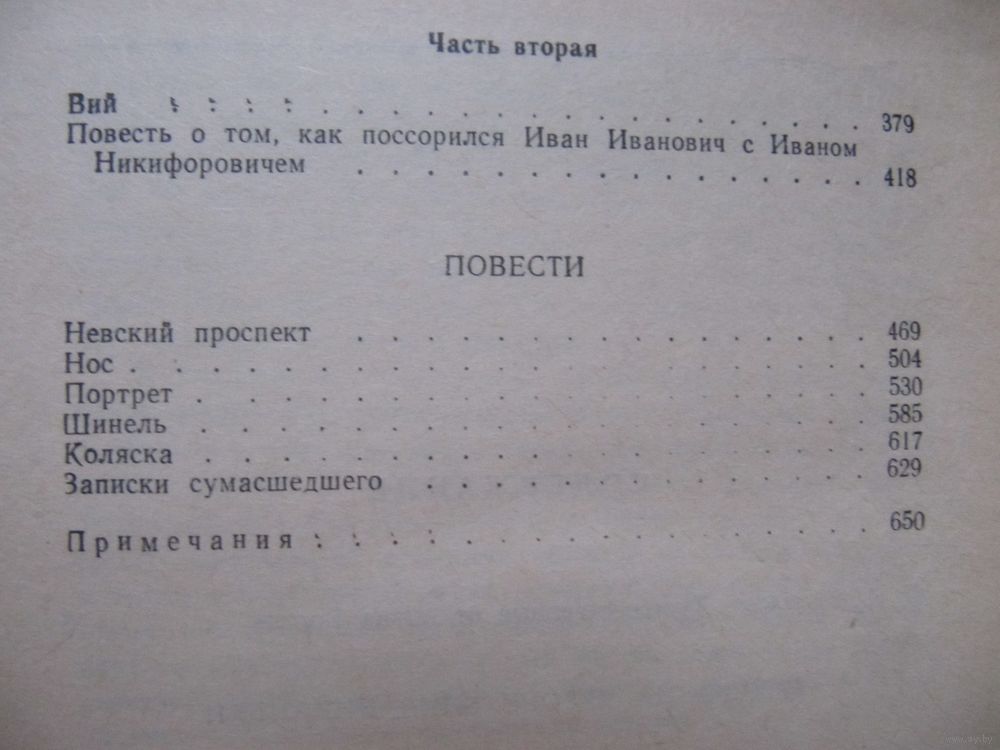 Часть вторая
Вий . . . . . . . . . . . . . . . . . . . 379
Повесть о том, как поссорился Иван Иванович с Иваном
Никифоровичем . . . . . . . . . . . . . . 418
ПОВЕСТИ
Невский проспект . . . . . . . . . . . . . . 469
Нос . . . . . . . . . . . . . . . . . . . 504
Портрет . . . . . . . . . . . . . . . . . . 530
Шинель . . . . . . . . . . . . . . . . . . 585
Коляска . . . . . . . . . . . . . . . . . . 617
Записки сумасшедшего . . . . . . . . . . . . 629
Примечания . . . . . . . . . . . . . . . 650